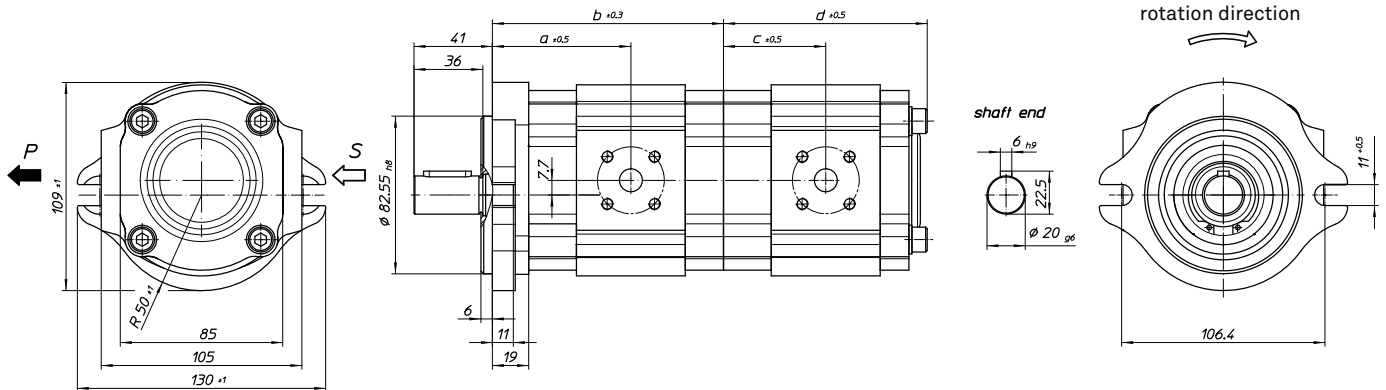 P
S
109 ±1
R 50 ±1
85
105
130 ±1
b ±0.3
d ±0.5
41
a ±0.5
c ±0.5
36
Ø 82.55 h8
7.7
6
11
19
shaft end
6 h9
22.5
Ø 20 g6
rotation direction
11 +0.5
106.4